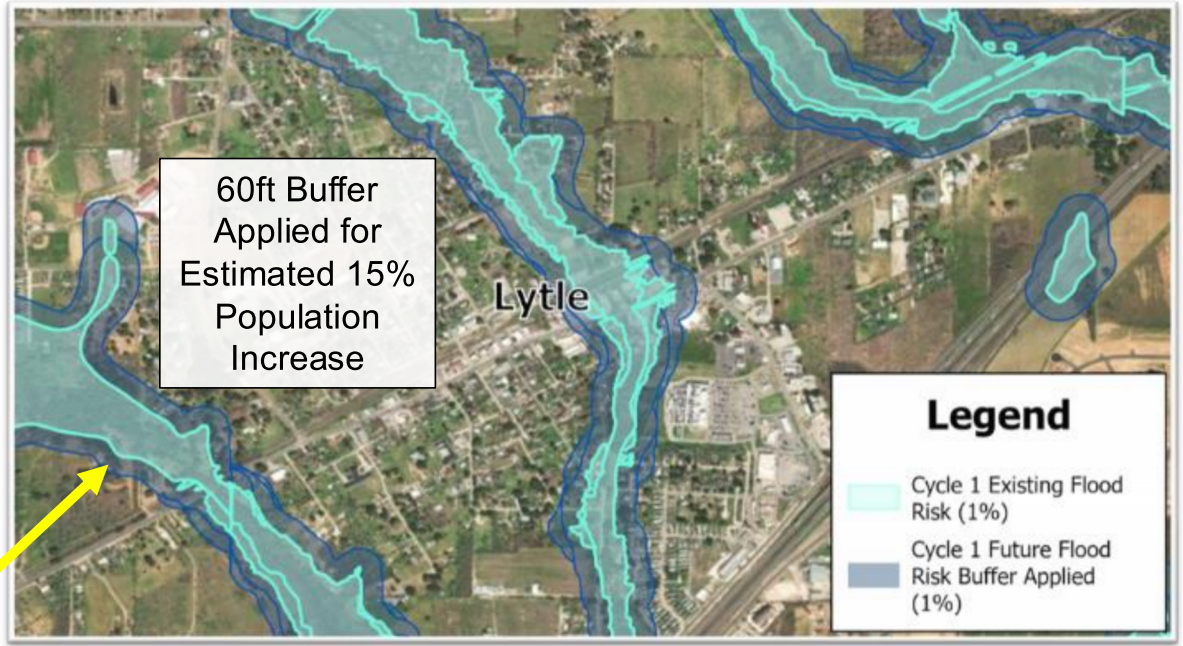 60ft Buffer
Applied for
Estimated 15%
Population
Increase
Lytle
Legend
Cycle 1 Existing Flood
Risk (1%)
Cycle 1 Future Flood
Risk Buffer Applied
(1%)